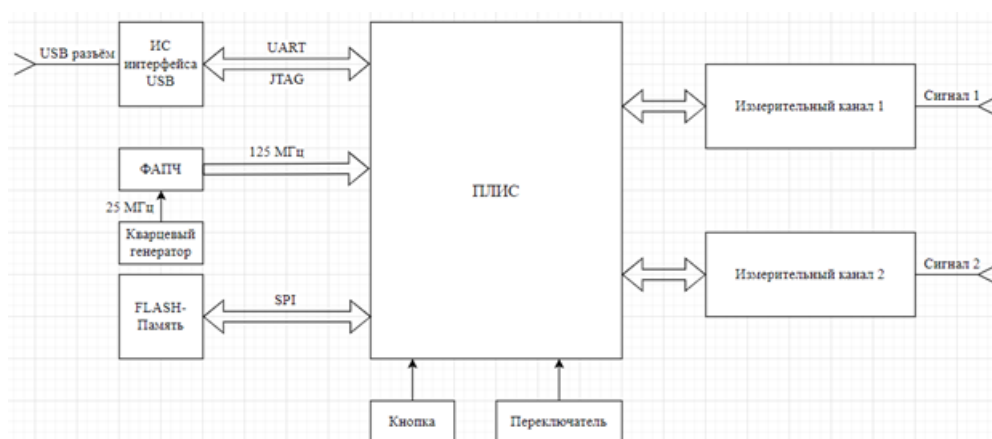 USB разъём
ИС
интерфейса
USB
UART
JTAG
ФАПЧ
125 МГц
25 МГц
Кварцевый
генератор
FLASH-
Память
SPI
ПЛИС
Измерительный канал 1
Сигнал 1
Измерительный канал 2
Сигнал 2
Кнопка
Переключатель